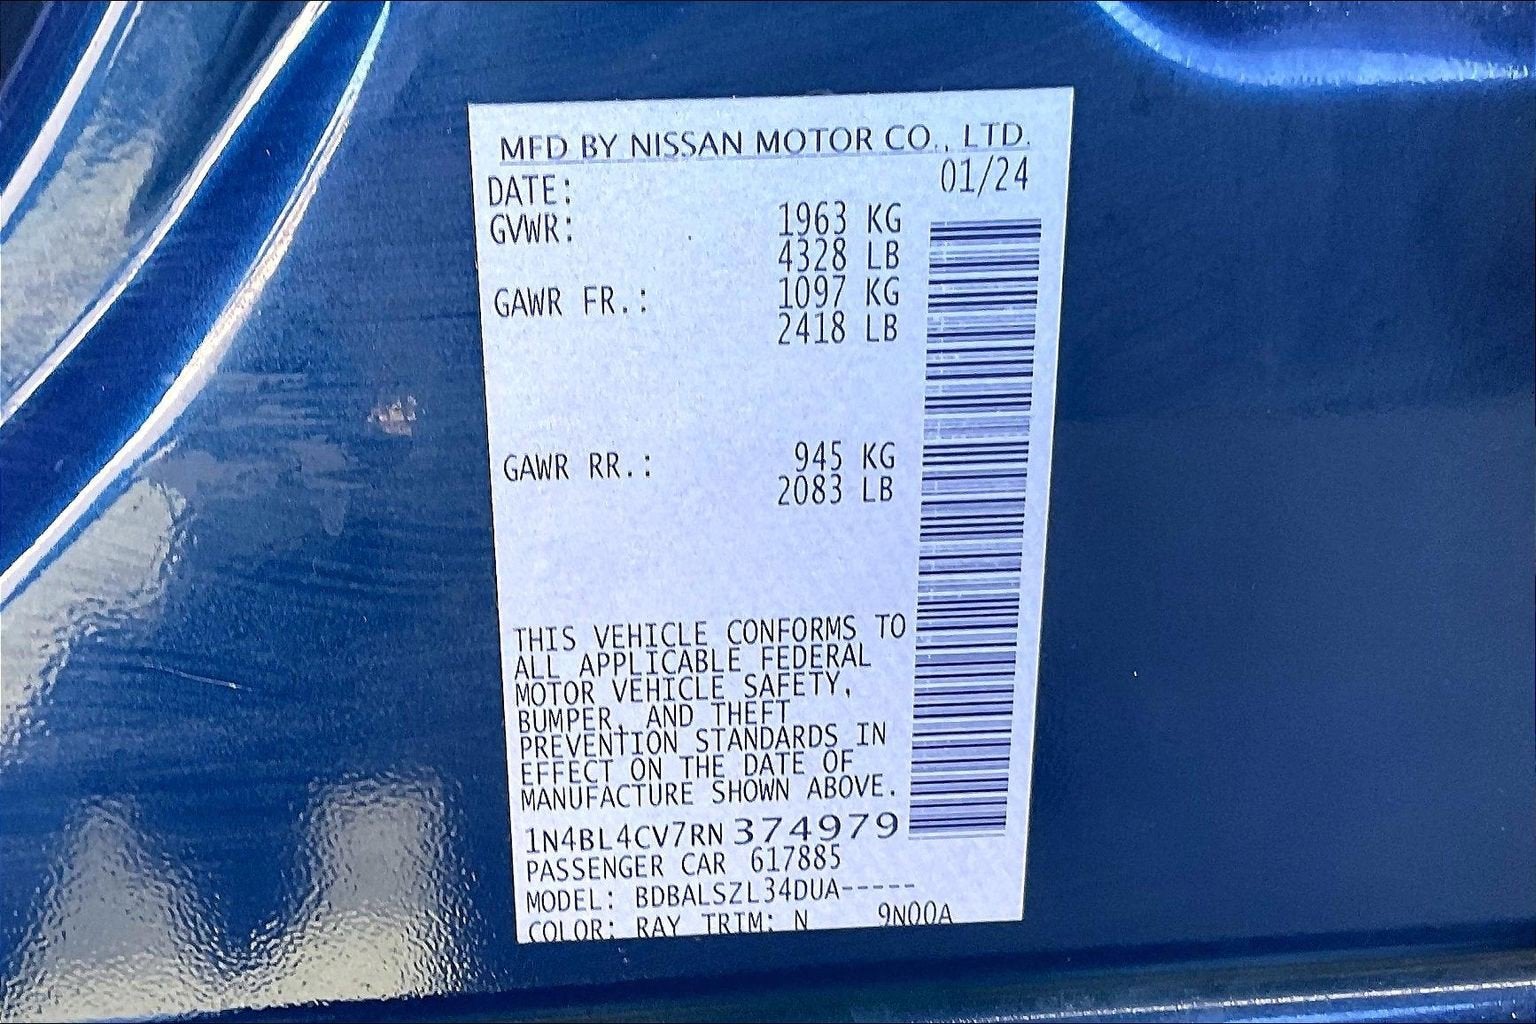 MFD BY NISSAN MOTOR CO., LTD.
DATE: 01/24
GVWR: 1963 KG
4328 LB
GAWR FR.: 1097 KG
2418 LB
GAWR RR.: 945 KG
2083 LB
THIS VEHICLE CONFORMS TO
ALL APPLICABLE FEDERAL
MOTOR VEHICLE SAFETY,
BUMPER, AND THEFT
PREVENTION STANDARDS IN
EFFECT ON THE DATE OF
MANUFACTURE SHOWN ABOVE.
1N4BL4CV7RN374979
PASSENGER CAR 617885
MODEL: BDBALSZL34DUA-----
COLOR: RAY TRIM: N 9N00A